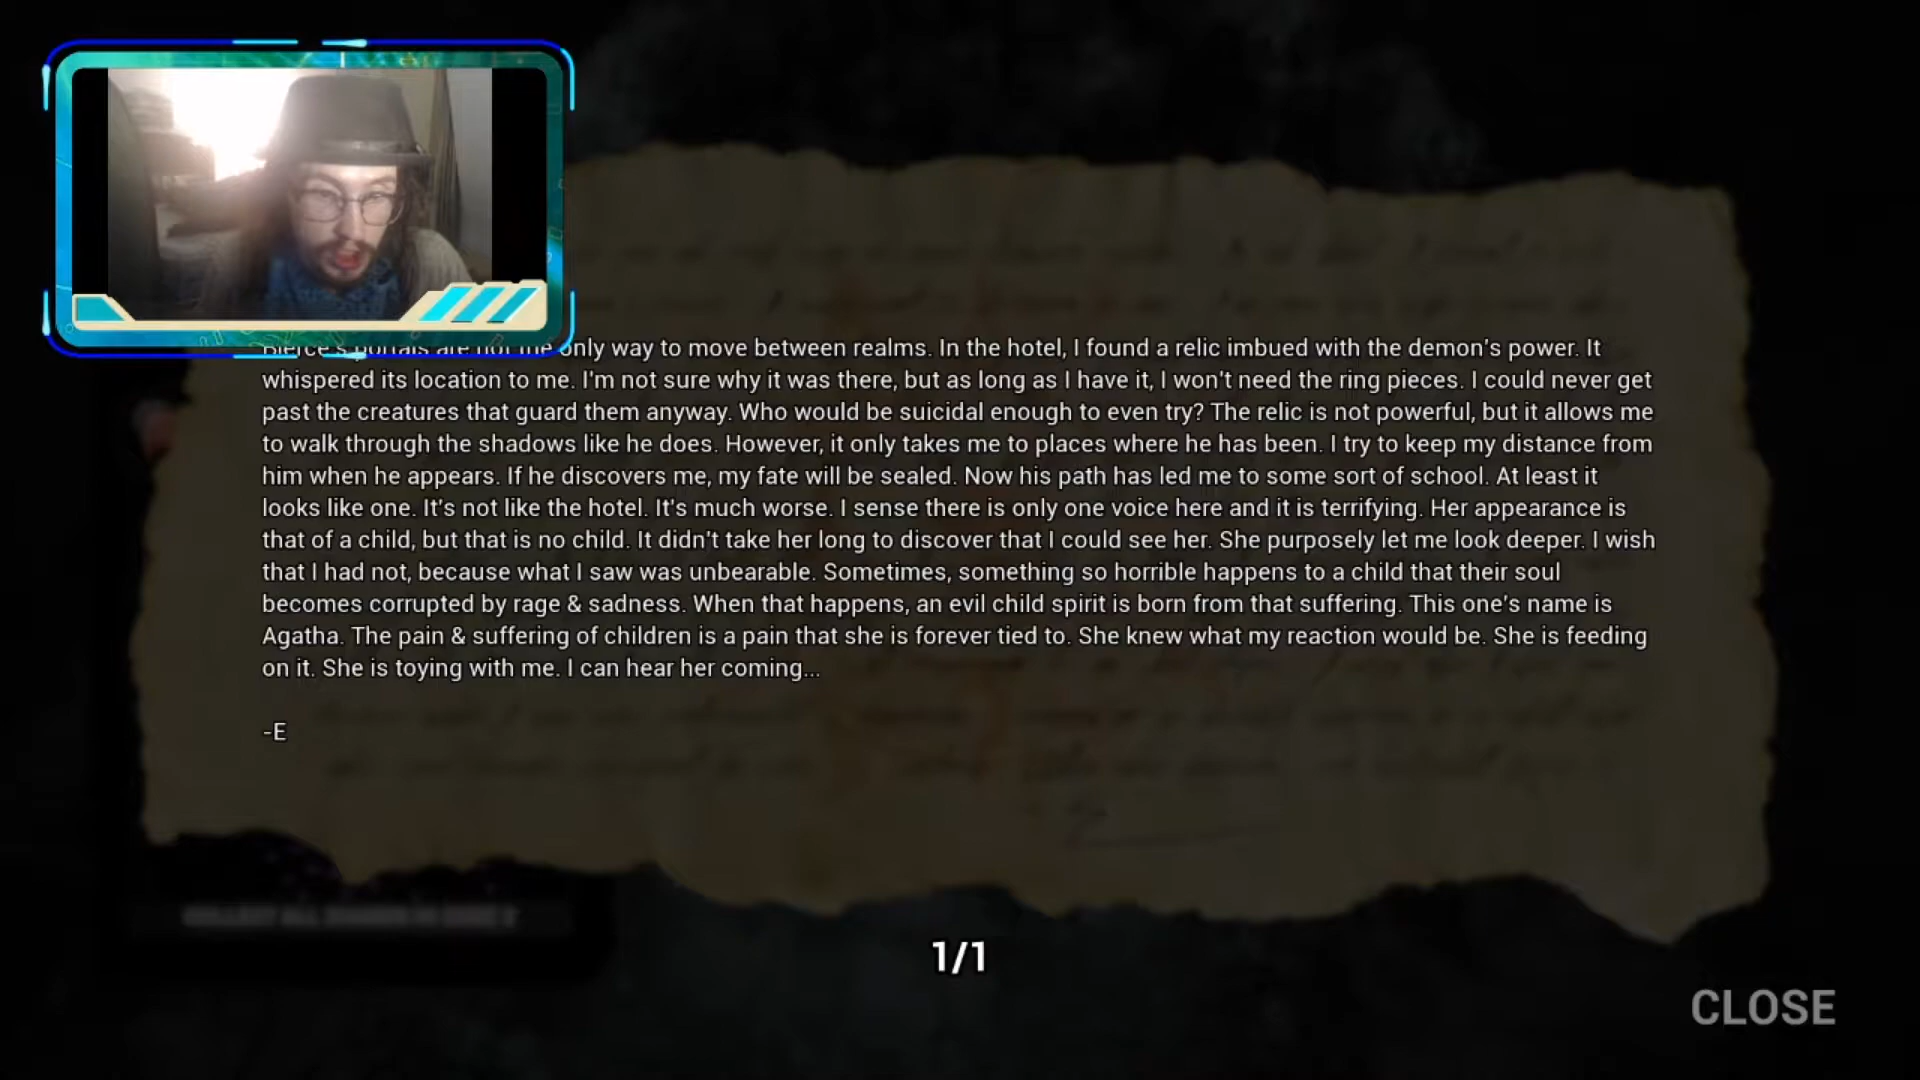 Bierce's portals are not the only way to move between realms. In the hotel, I found a relic imbued with the demon's power. It
whispered its location to me. I'm not sure why it was there, but as long as I have it, I won't need the ring pieces. I could never get
past the creatures that guard them anyway. Who would be suicidal enough to even try? The relic is not powerful, but it allows me
to walk through the shadows like he does. However, it only takes me to places where he has been. I try to keep my distance from
him when he appears. If he discovers me, my fate will be sealed. Now his path has led me to some sort of school. At least it
looks like one. It's not like the hotel. It's much worse. I sense there is only one voice here and it is terrifying. Her appearance is
that of a child, but that is no child. It didn't take her long to discover that I could see her. She purposely let me look deeper. I wish
that I had not, because what I saw was unbearable. Sometimes, something so horrible happens to a child that their soul
becomes corrupted by rage & sadness. When that happens, an evil child spirit is born from that suffering. This one's name is
Agatha. The pain & suffering of children is a pain that she is forever tied to. She knew what my reaction would be. She is feeding
on it. She is toying with me. I can hear her coming...
-E
1/1
CLOSE